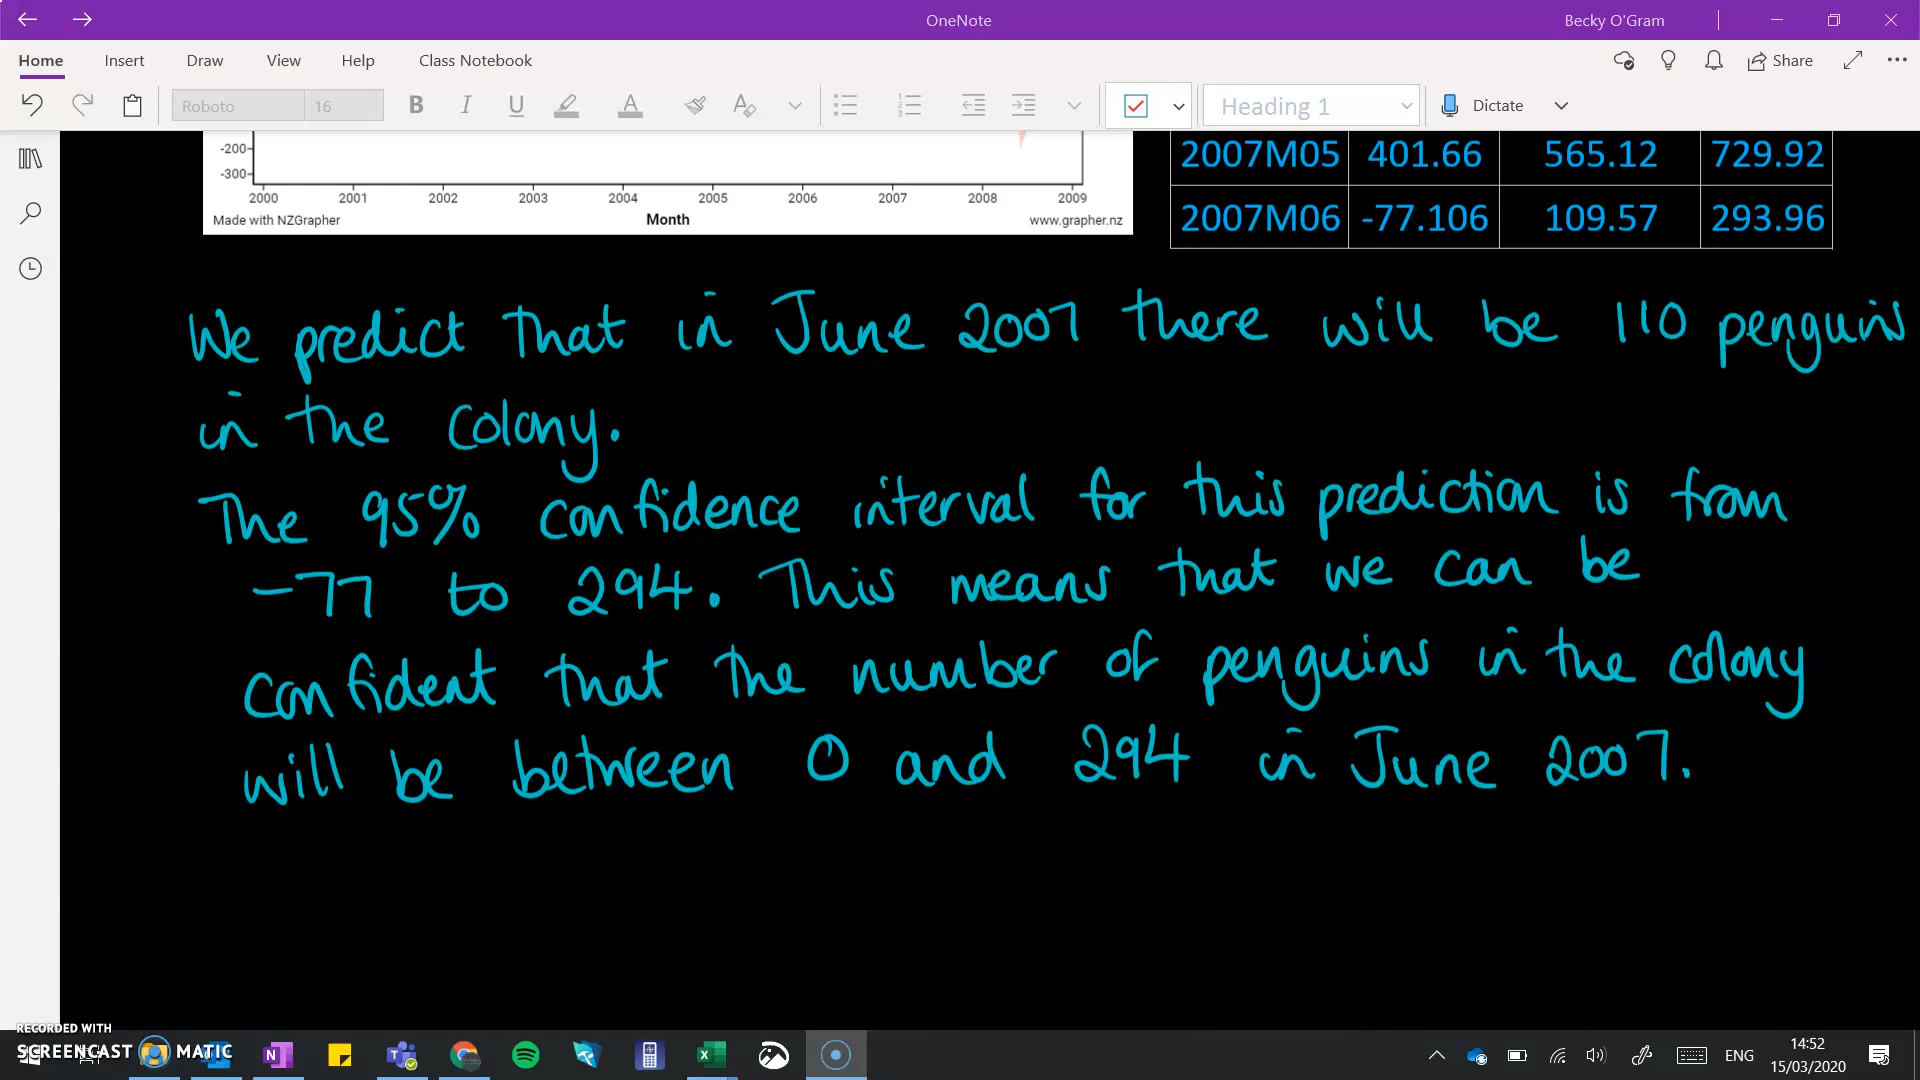 OneNote
Becky O'Gram
Home Insert Draw View Help Class Notebook
Share
Roboto 16 B I U A A
Heading 1
Dictate
-200
-300
2000 2001 2002 2003 2004 2005 2006 2007 2008 2009
Made with NZGrapher Month www.grapher.nz
2007M05 401.66 565.12 729.92
2007M06 -77.106 109.57 293.96
We predict that in June 2007 there will be 110 penguins
in the colony.
The 95% confidence interval for this prediction is from
-77 to 294. This means that we can be
confident that the number of penguins in the colony
will be between 0 and 294 in June 2007.
RECORDED WITH
SCREENCAST MATIC
ENG
14:52
15/03/2020